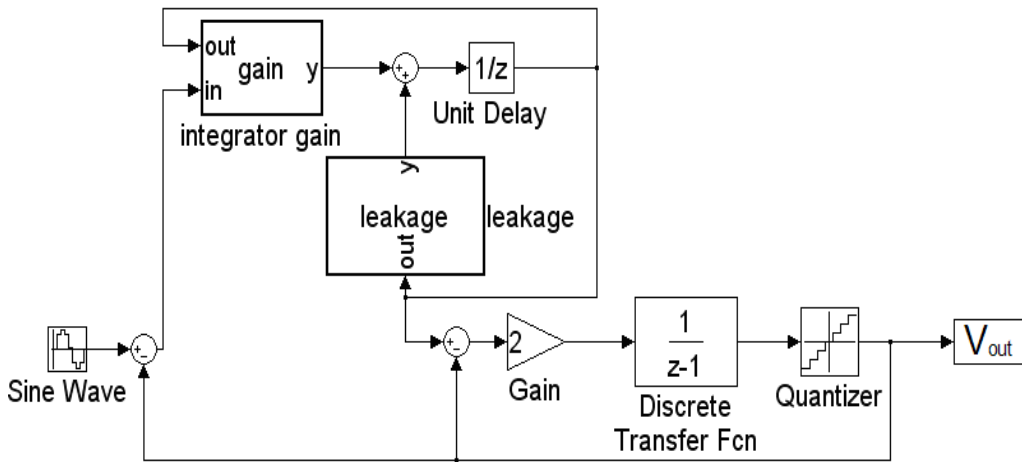 out
gain
y
in
integrator gain
+
+
1/z
Unit Delay
y
leakage
leakage
out
Sine Wave
+
-
+
-
2
Gain
1
z-1
Discrete
Transfer Fcn
Quantizer
Vout